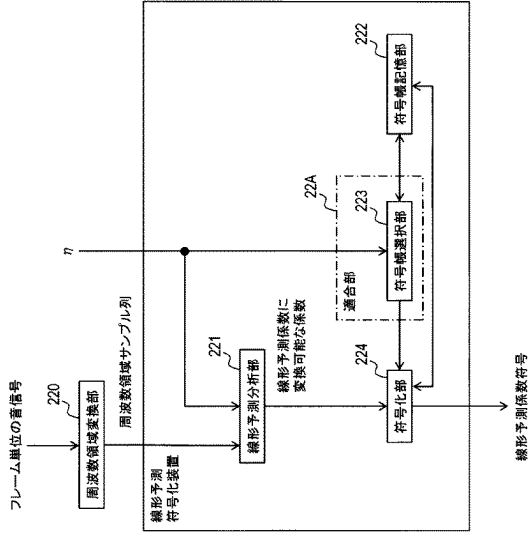 フレーム単位の音信号
220
周波数領域変換部
周波数領域サンプル列
η
線形予測
符号化装置
221
線形予測分析部
線形予測係数に
変換可能な係数
22A
適合部
223
符号帳選択部
222
符号帳記憶部
224
符号化部
線形予測係数符号